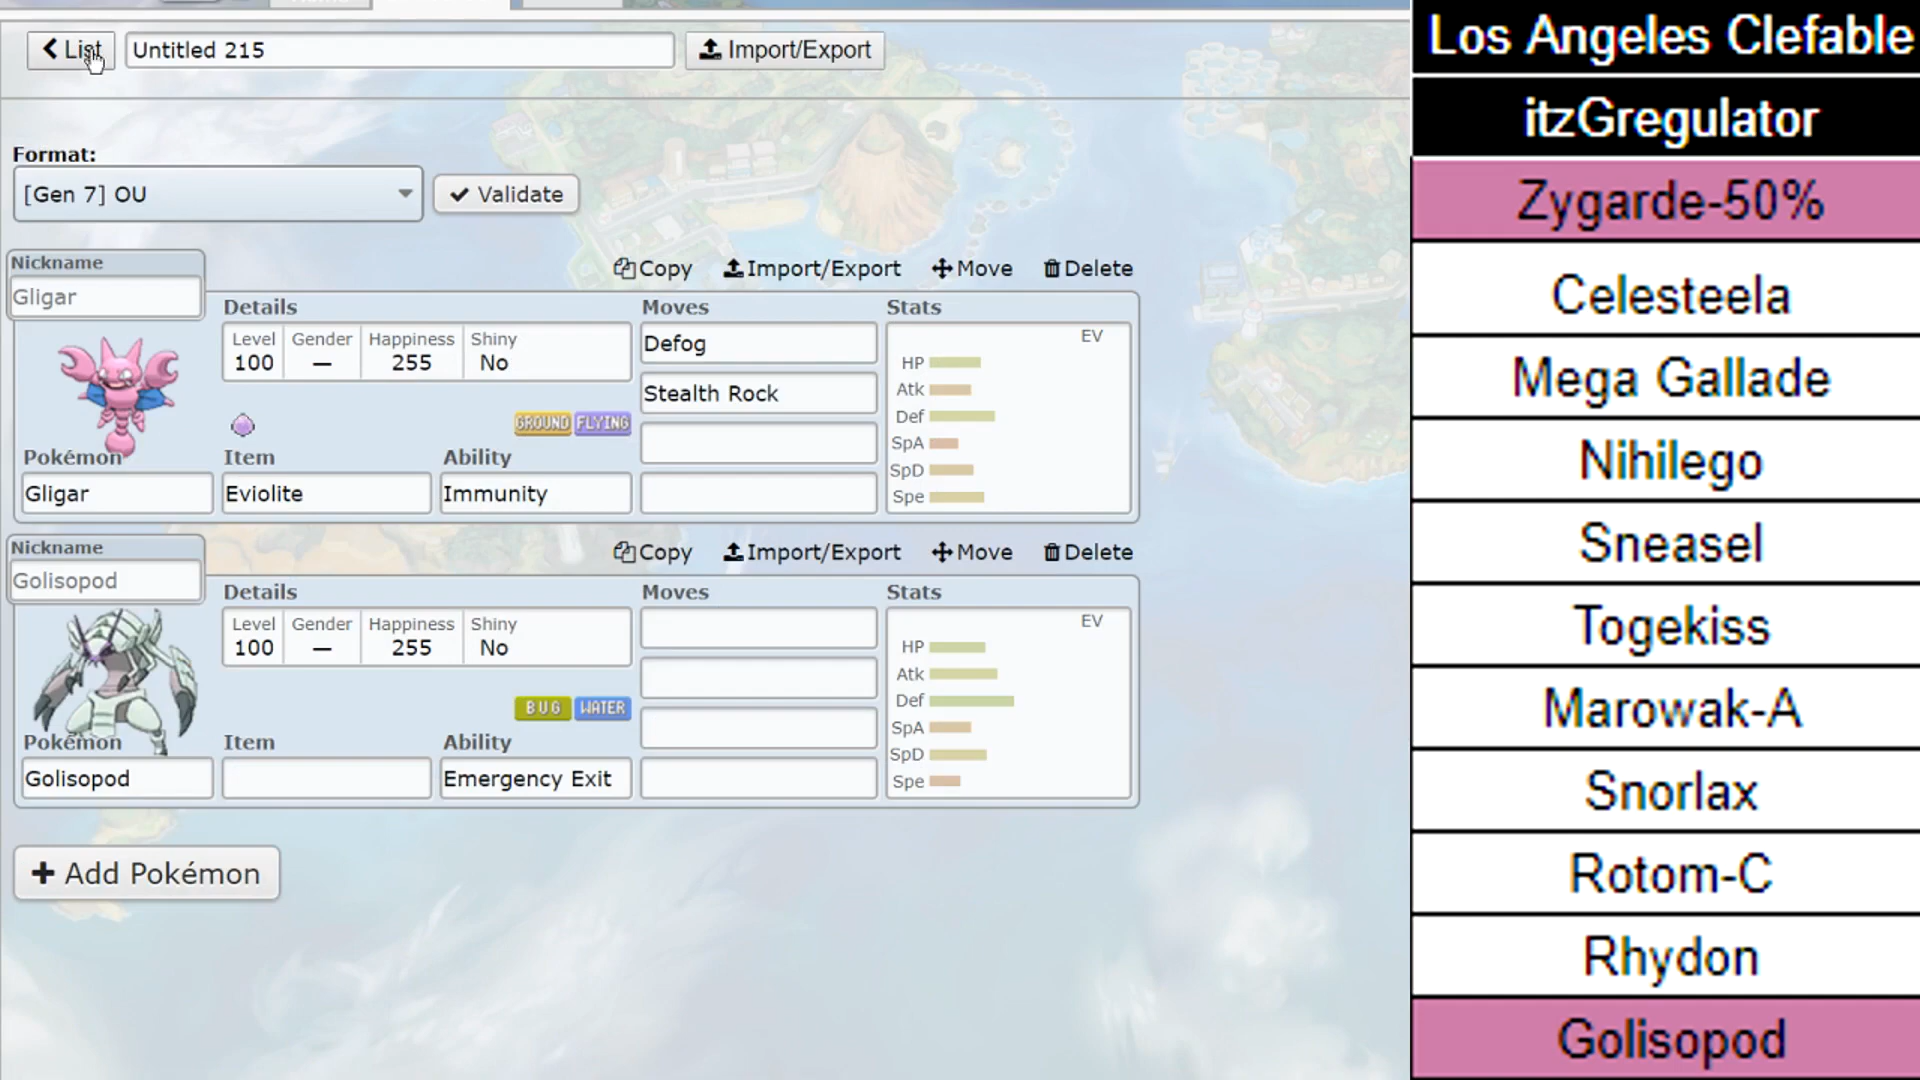 List
Untitled 215
Import/Export
Format:
[Gen 7] OU
Validate
Nickname
Gligar
Copy
Import/Export
Move
Delete
Details
Moves
Stats
Level
Gender
Happiness
Shiny
100
—
255
No
Defog
Stealth Rock
EV
HP
Atk
Def
SpA
SpD
Spe
GROUND
FLYING
Pokémon
Item
Ability
Gligar
Eviolite
Immunity
Nickname
Golisopod
Copy
Import/Export
Move
Delete
Details
Moves
Stats
Level
Gender
Happiness
Shiny
100
—
255
No
EV
HP
Atk
Def
SpA
SpD
Spe
BUG
WATER
Pokémon
Item
Ability
Golisopod
Emergency Exit
Add Pokémon
Los Angeles Clefable
itzGregulator
Zygarde-50%
Celesteela
Mega Gallade
Nihilego
Sneasel
Togekiss
Marowak-A
Snorlax
Rotom-C
Rhydon
Golisopod